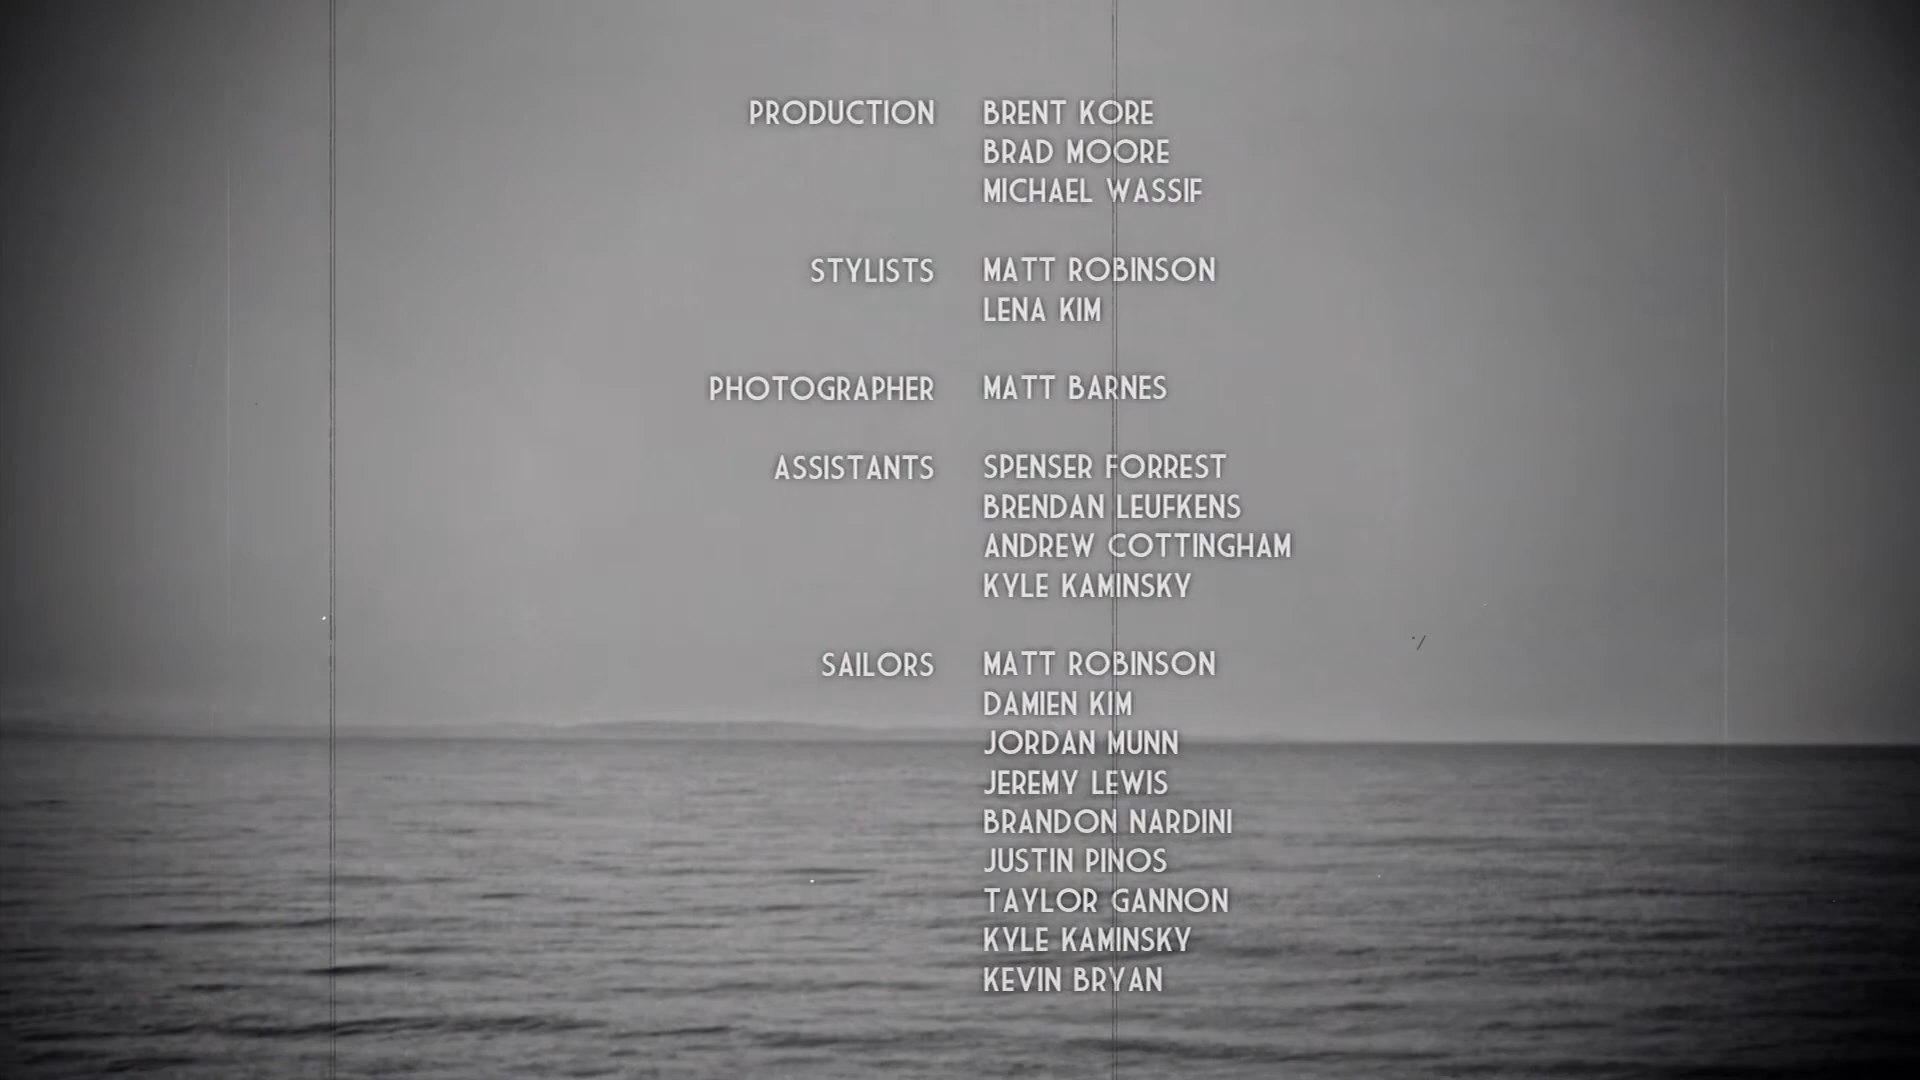 PRODUCTION BRENT KORE
BRAD MOORE
MICHAEL WASSIF
STYLISTS MATT ROBINSON
LENA KIM
PHOTOGRAPHER MATT BARNES
ASSISTANTS SPENSER FORREST
BRENDAN LEUFKENS
ANDREW COTTINGHAM
KYLE KAMINSKY
SAILORS MATT ROBINSON
DAMIEN KIM
JORDAN MUNN
JEREMY LEWIS
BRANDON NARDINI
JUSTIN PINOS
TAYLOR GANNON
KYLE KAMINSKY
KEVIN BRYAN